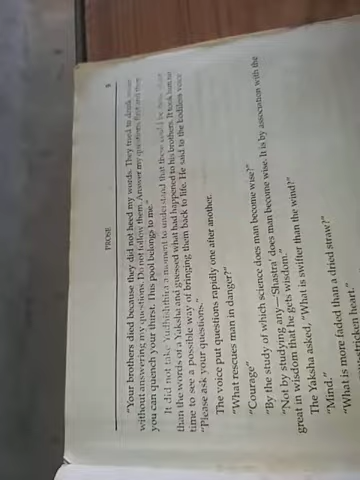 PROSE
"Your brothers died because they did not heed my words. They tried to drink water
without answering my questions. Do not follow them. Answer my questions first and then
you can quench your thirst. This pool belongs to me."
It did not take Yudhishthira a moment to understand that these could be none other
than the words of a Yaksha and guessed what had happened to his brothers. It took him no
time to see a possible way of bringing them back to life. He said to the bodiless voice
"Please ask your questions."
The voice put questions rapidly one after another.
"What rescues man in danger?"
"Courage"
"By the study of which science does man become wise?"
"Not by studying any—'Shastra' does man become wise. It is by association with the
great in wisdom that he gets wisdom."
The Yaksha asked, "What is swifter than the wind?"
"Mind."
"What is more faded than a dried straw?"
heart."